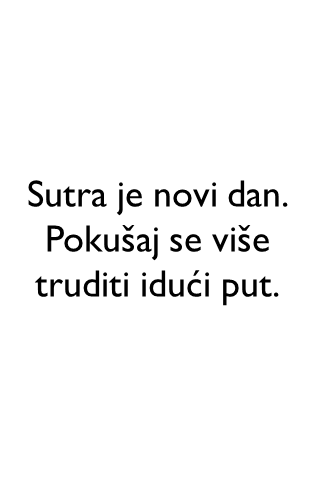 Sutra je novi dan.
Pokušaj se više
truditi idući put.